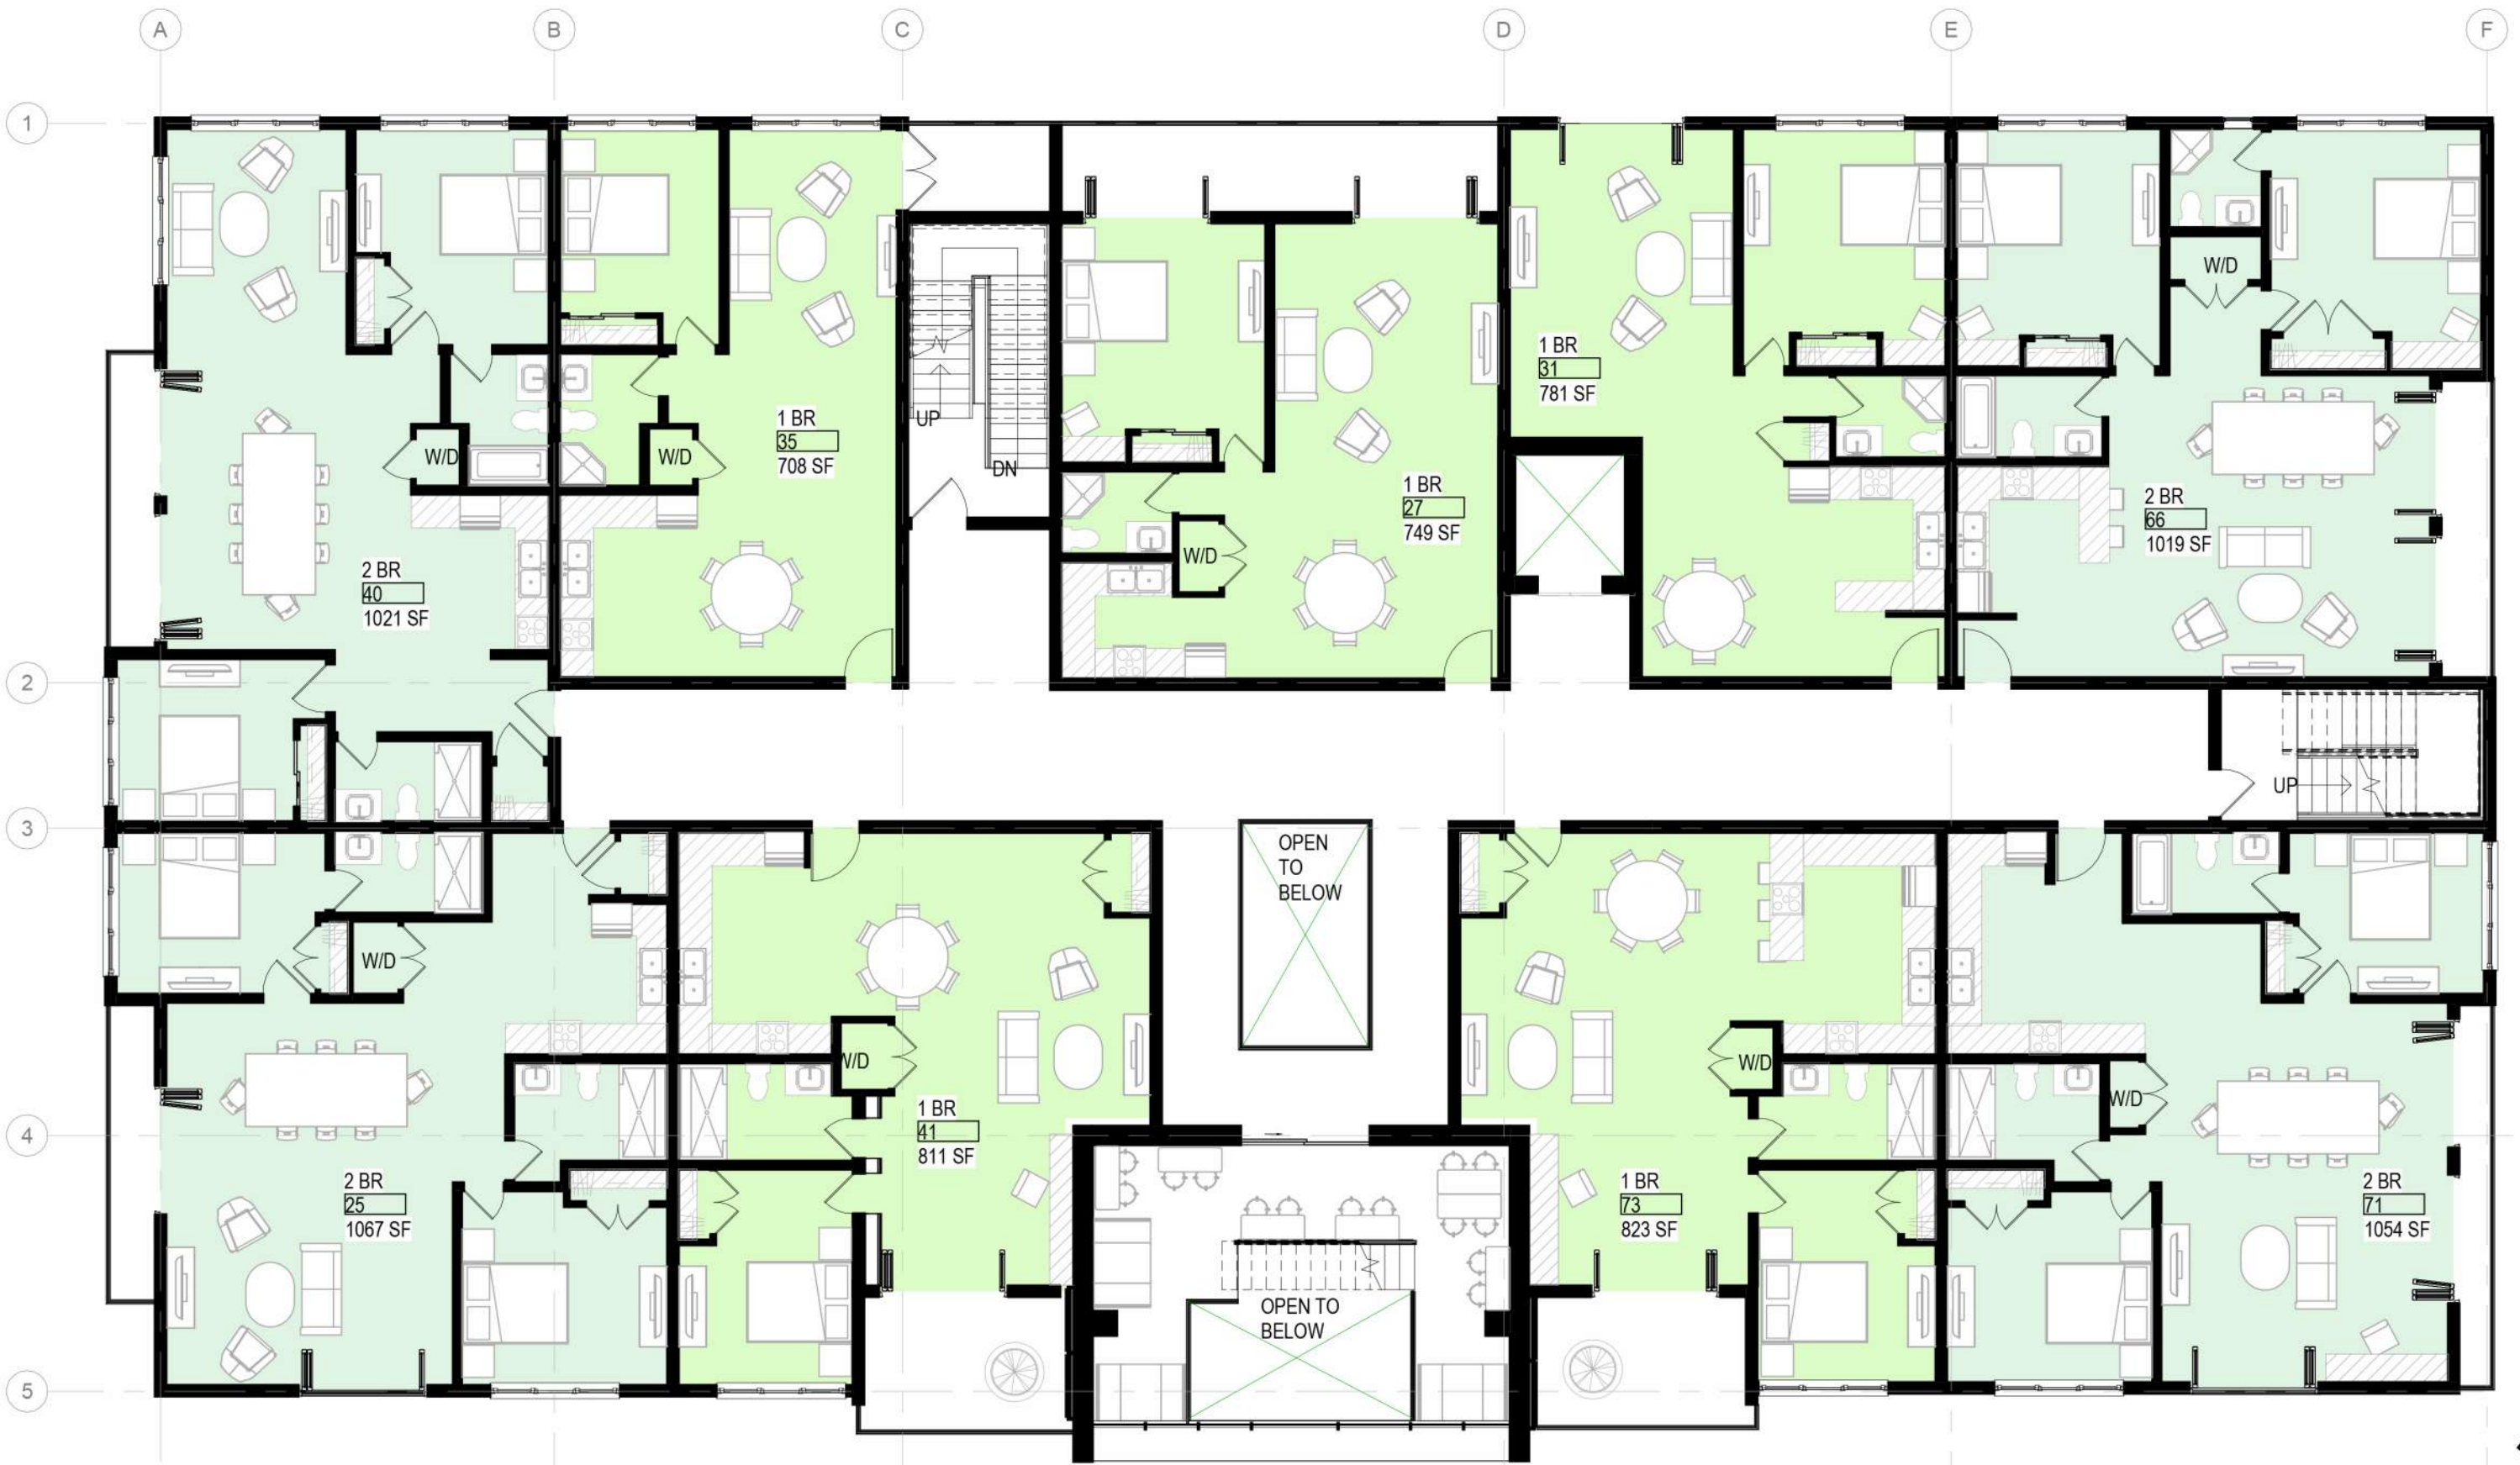 A
B
C
D
E
F
1
2
3
4
5
W/D
2 BR
40
1021 SF
1 BR
35
708 SF
W/D
UP
DN
1 BR
27
749 SF
W/D
1 BR
31
781 SF
W/D
2 BR
66
1019 SF
UP
W/D
2 BR
25
1067 SF
W/D
1 BR
41
811 SF
OPEN
TO
BELOW
OPEN TO
BELOW
W/D
1 BR
73
823 SF
W/D
2 BR
71
1054 SF